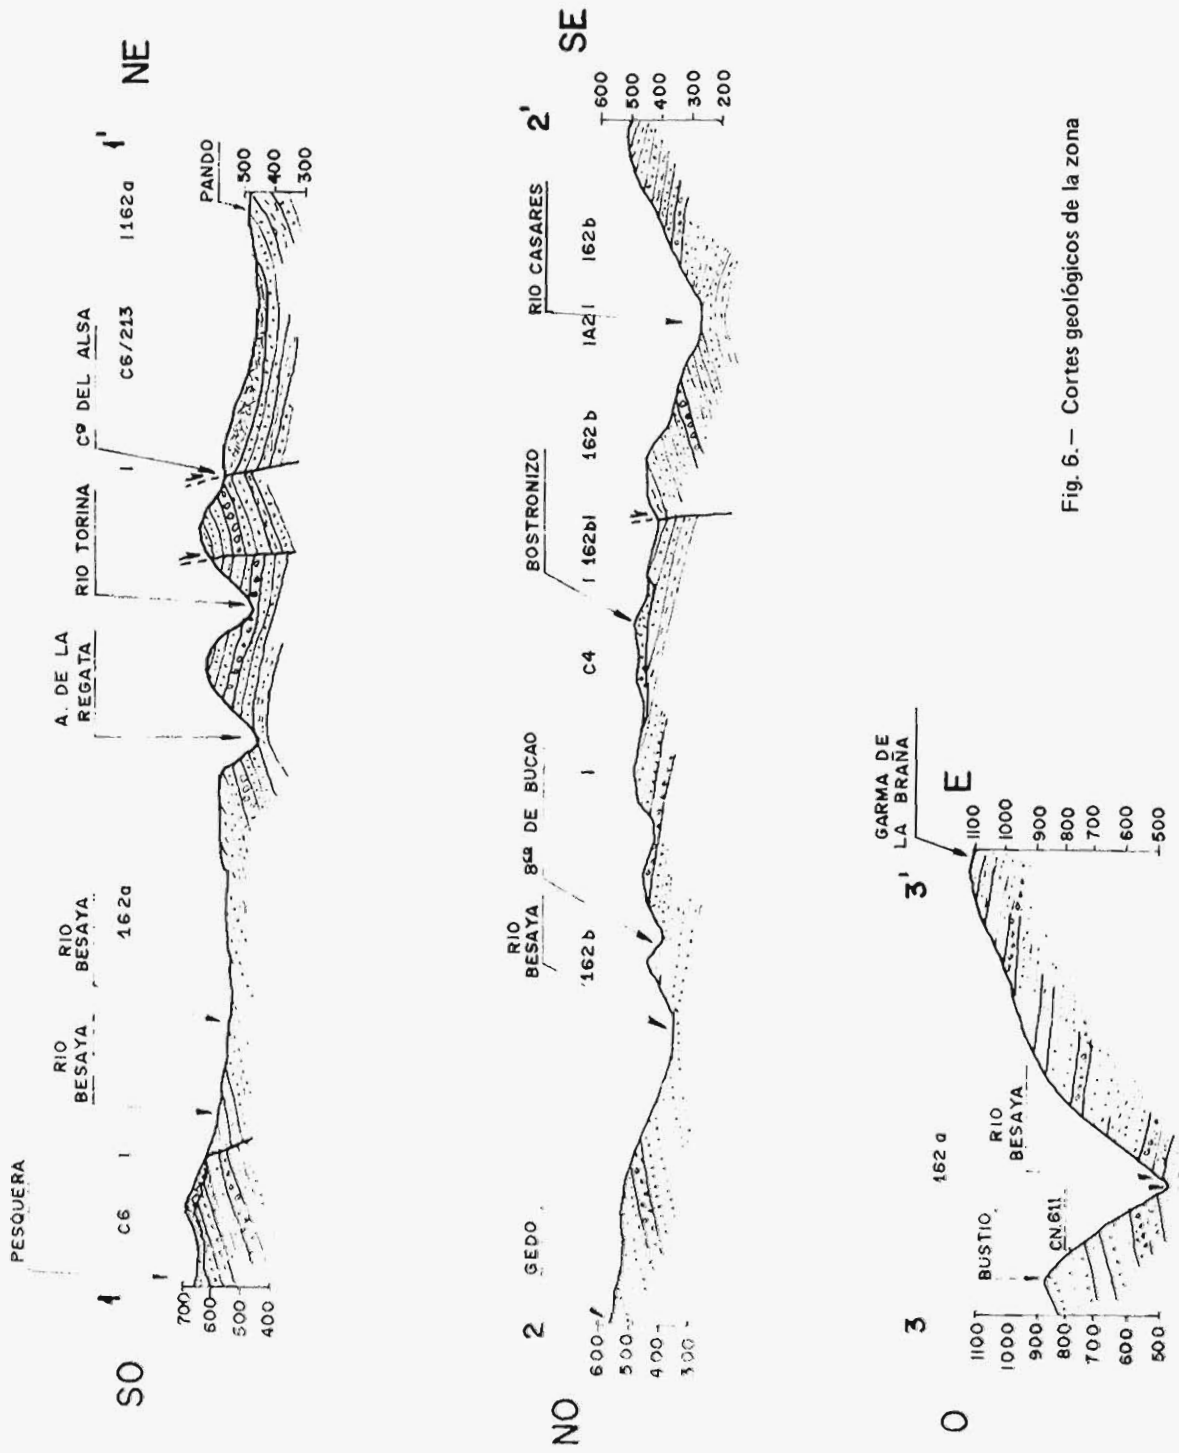 SO
1
NE
1'
PESQUERA
RIO
BESAYA
RIO
BESAYA
A. DE LA
REGATA
RIO TORINA
Cº DEL ALSA
PANDO
C6
I
162a
I
C6/213
I 162a
700
600
500
400
500
400
300
NO
2
SE
2'
GEDO
RIO
BESAYA
Bco DE BUCAO
BOSTRONIZO
RIO CASARES
162b
I
C4
I 162b I
162b
IA2 I
162b
600
500
400
300
600
500
400
300
200
O
3
E
3'
BUSTIO
CN.611
RIO
BESAYA
GARMA DE
LA BRAÑA
162a
1100
1000
900
800
700
600
500
1100
1000
900
800
700
600
500
Fig. 6.— Cortes geológicos de la zona